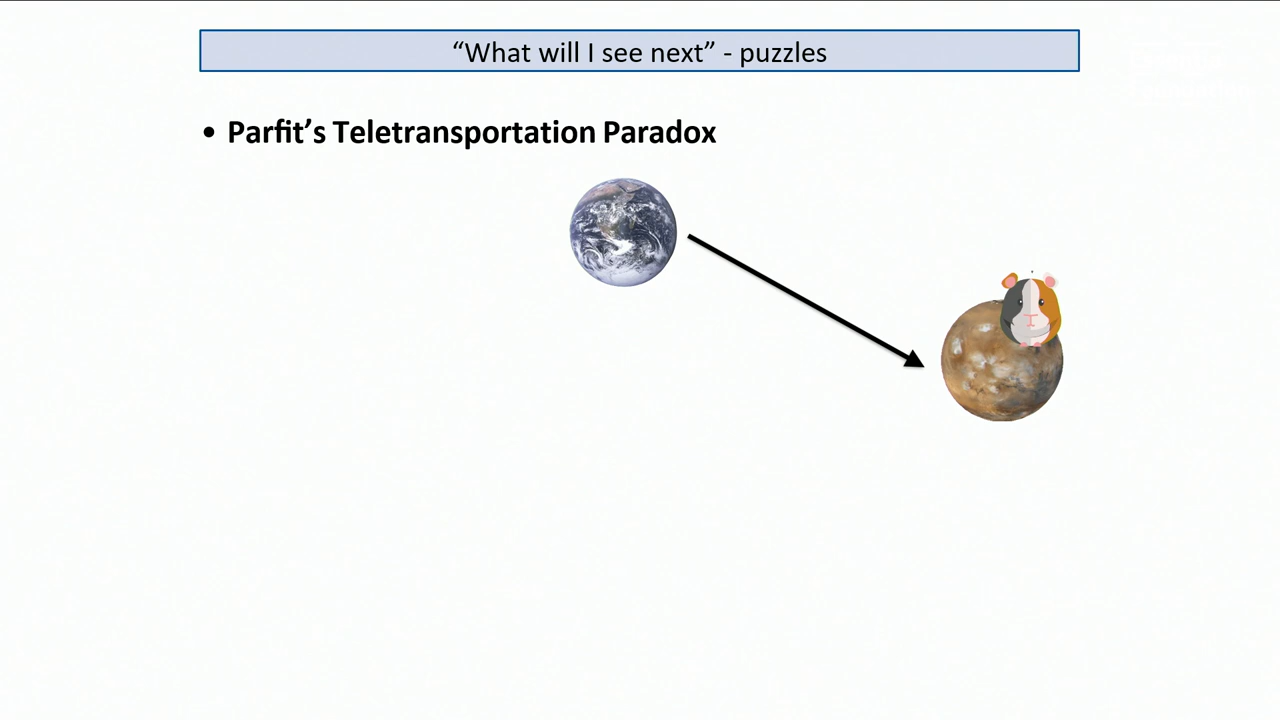 “What will I see next” - puzzles
• Parfit’s Teletransportation Paradox